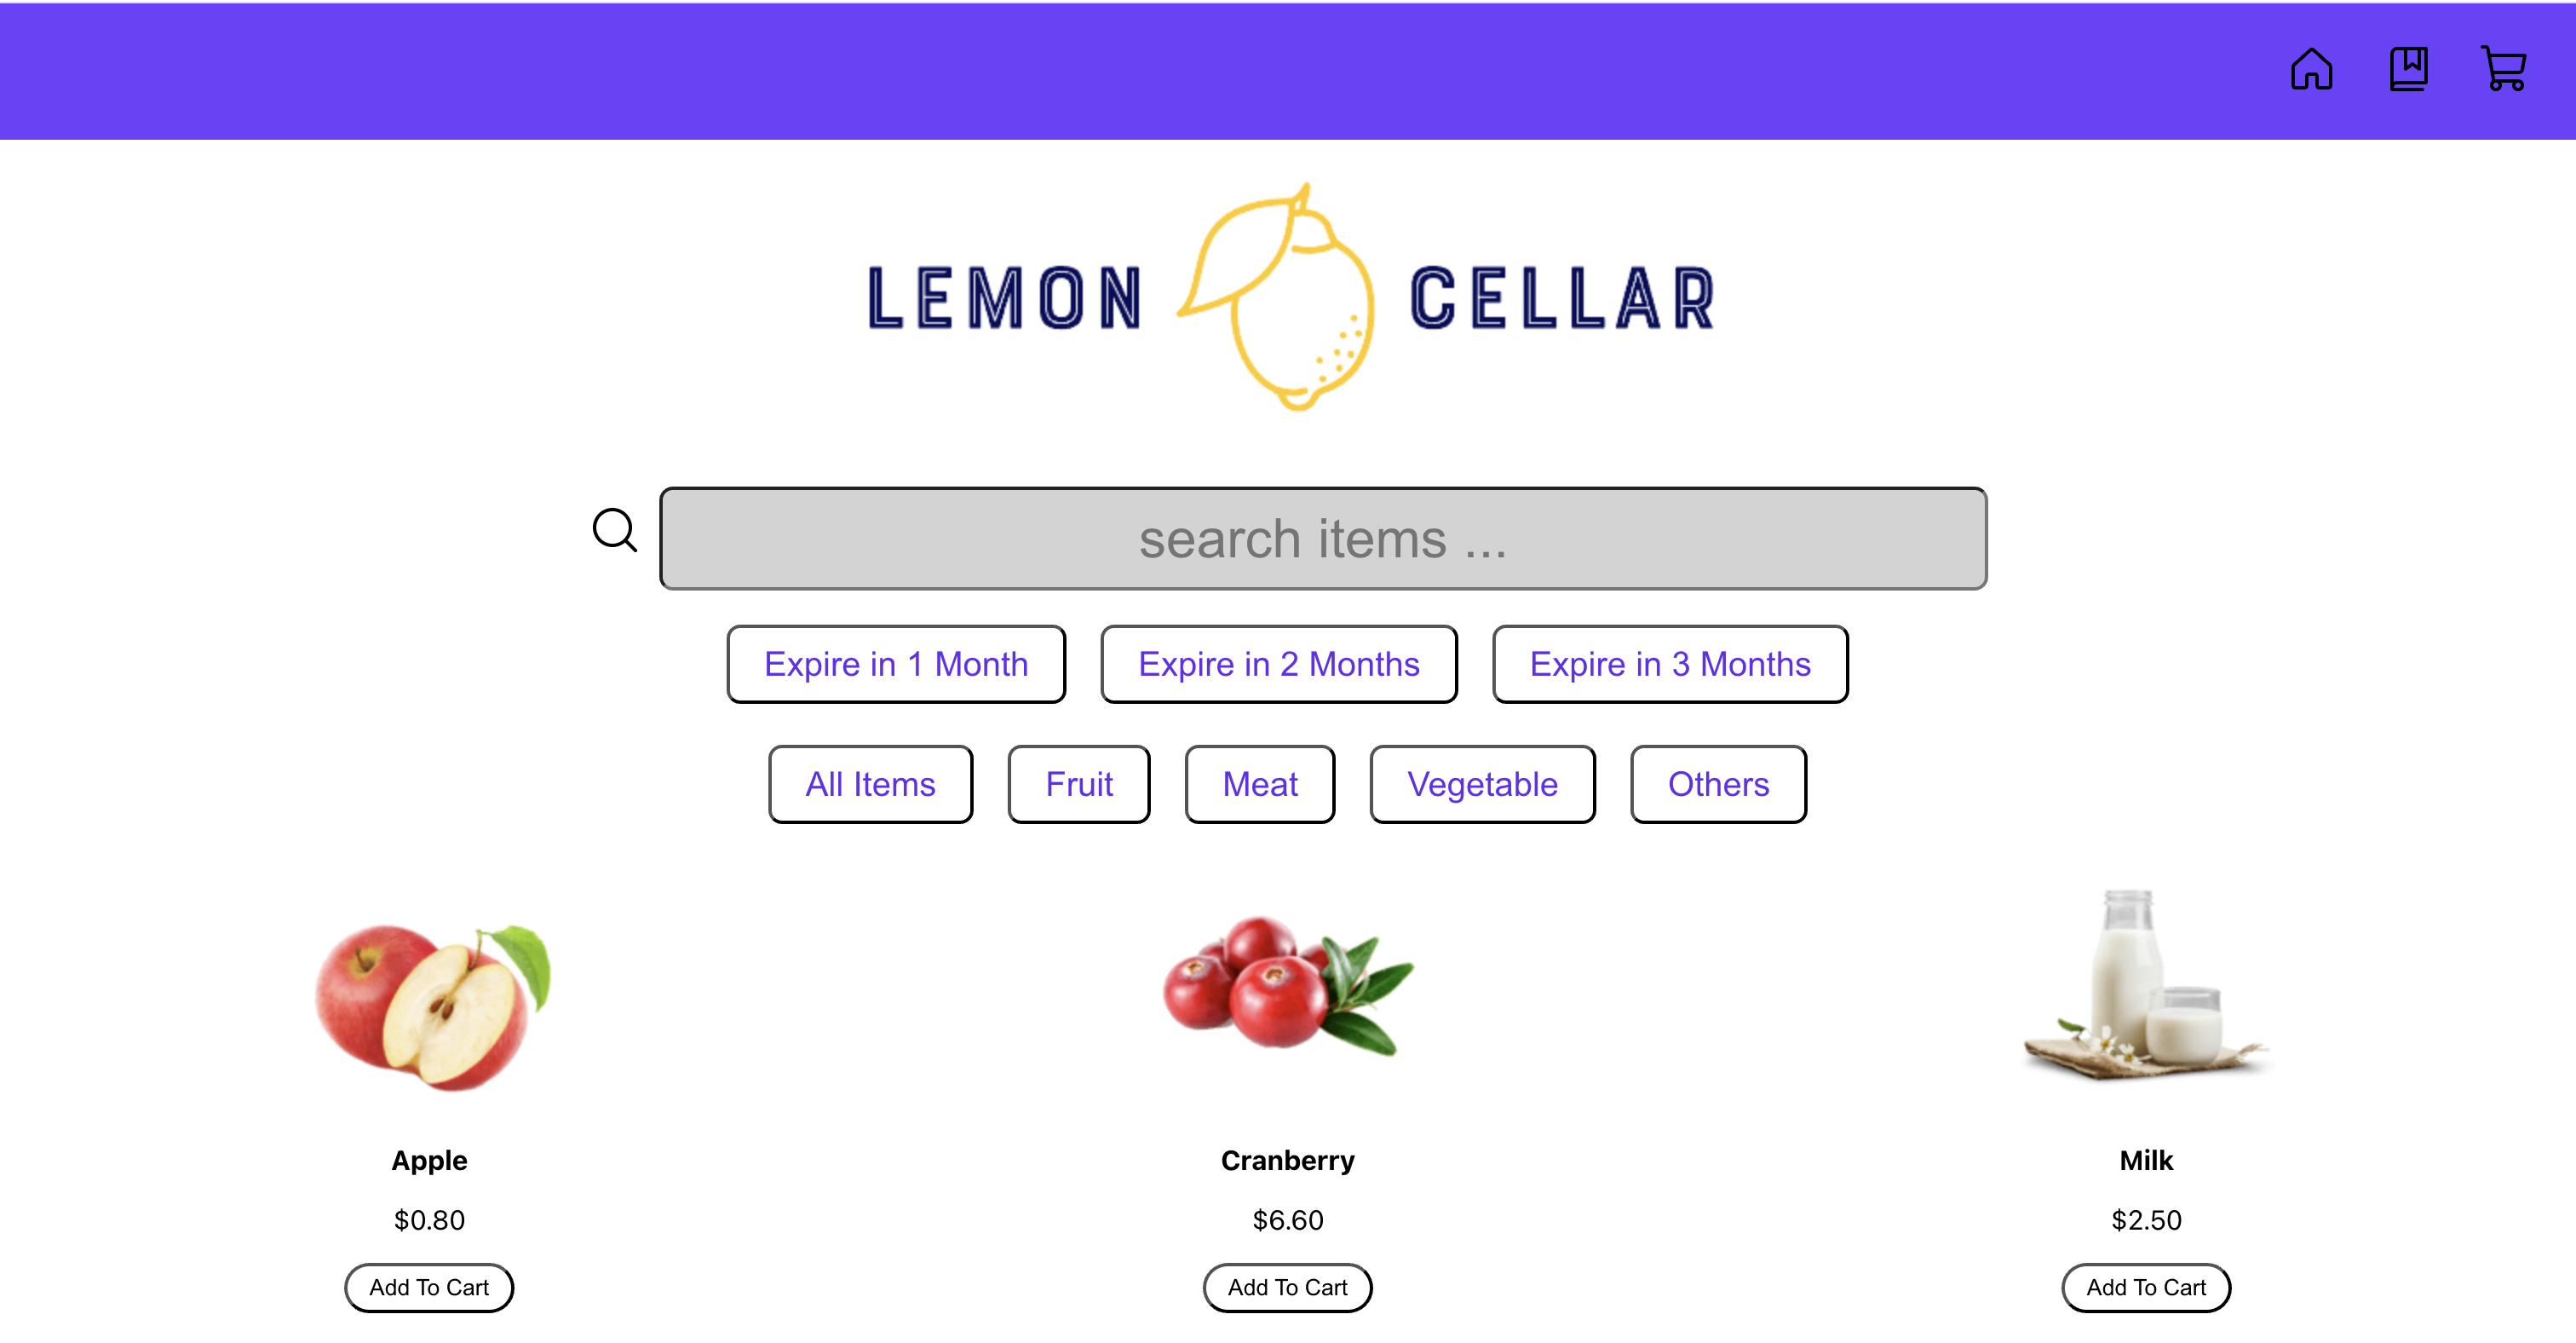 LEMON CELLAR
search items ...
Expire in 1 Month Expire in 2 Months Expire in 3 Months
All Items Fruit Meat Vegetable Others
Apple Cranberry Milk
$0.80 $6.60 $2.50
Add To Cart Add To Cart Add To Cart